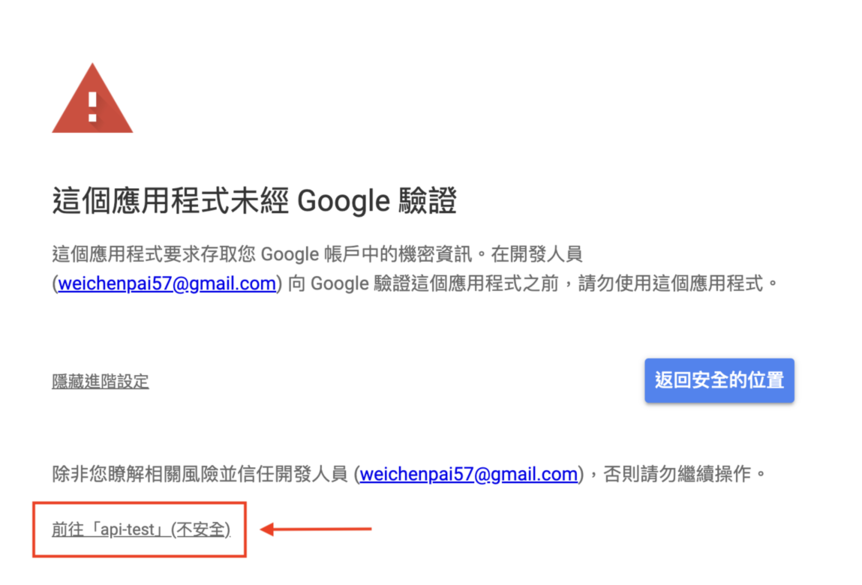 這個應用程式未經 Google 驗證
這個應用程式要求存取您 Google 帳戶中的機密資訊。在開發人員
(weichenpai57@gmail.com) 向 Google 驗證這個應用程式之前，請勿使用這個應用程式。
隱藏進階設定
返回安全的位置
除非您瞭解相關風險並信任開發人員 (weichenpai57@gmail.com)，否則請勿繼續操作。
前往「api-test」(不安全)